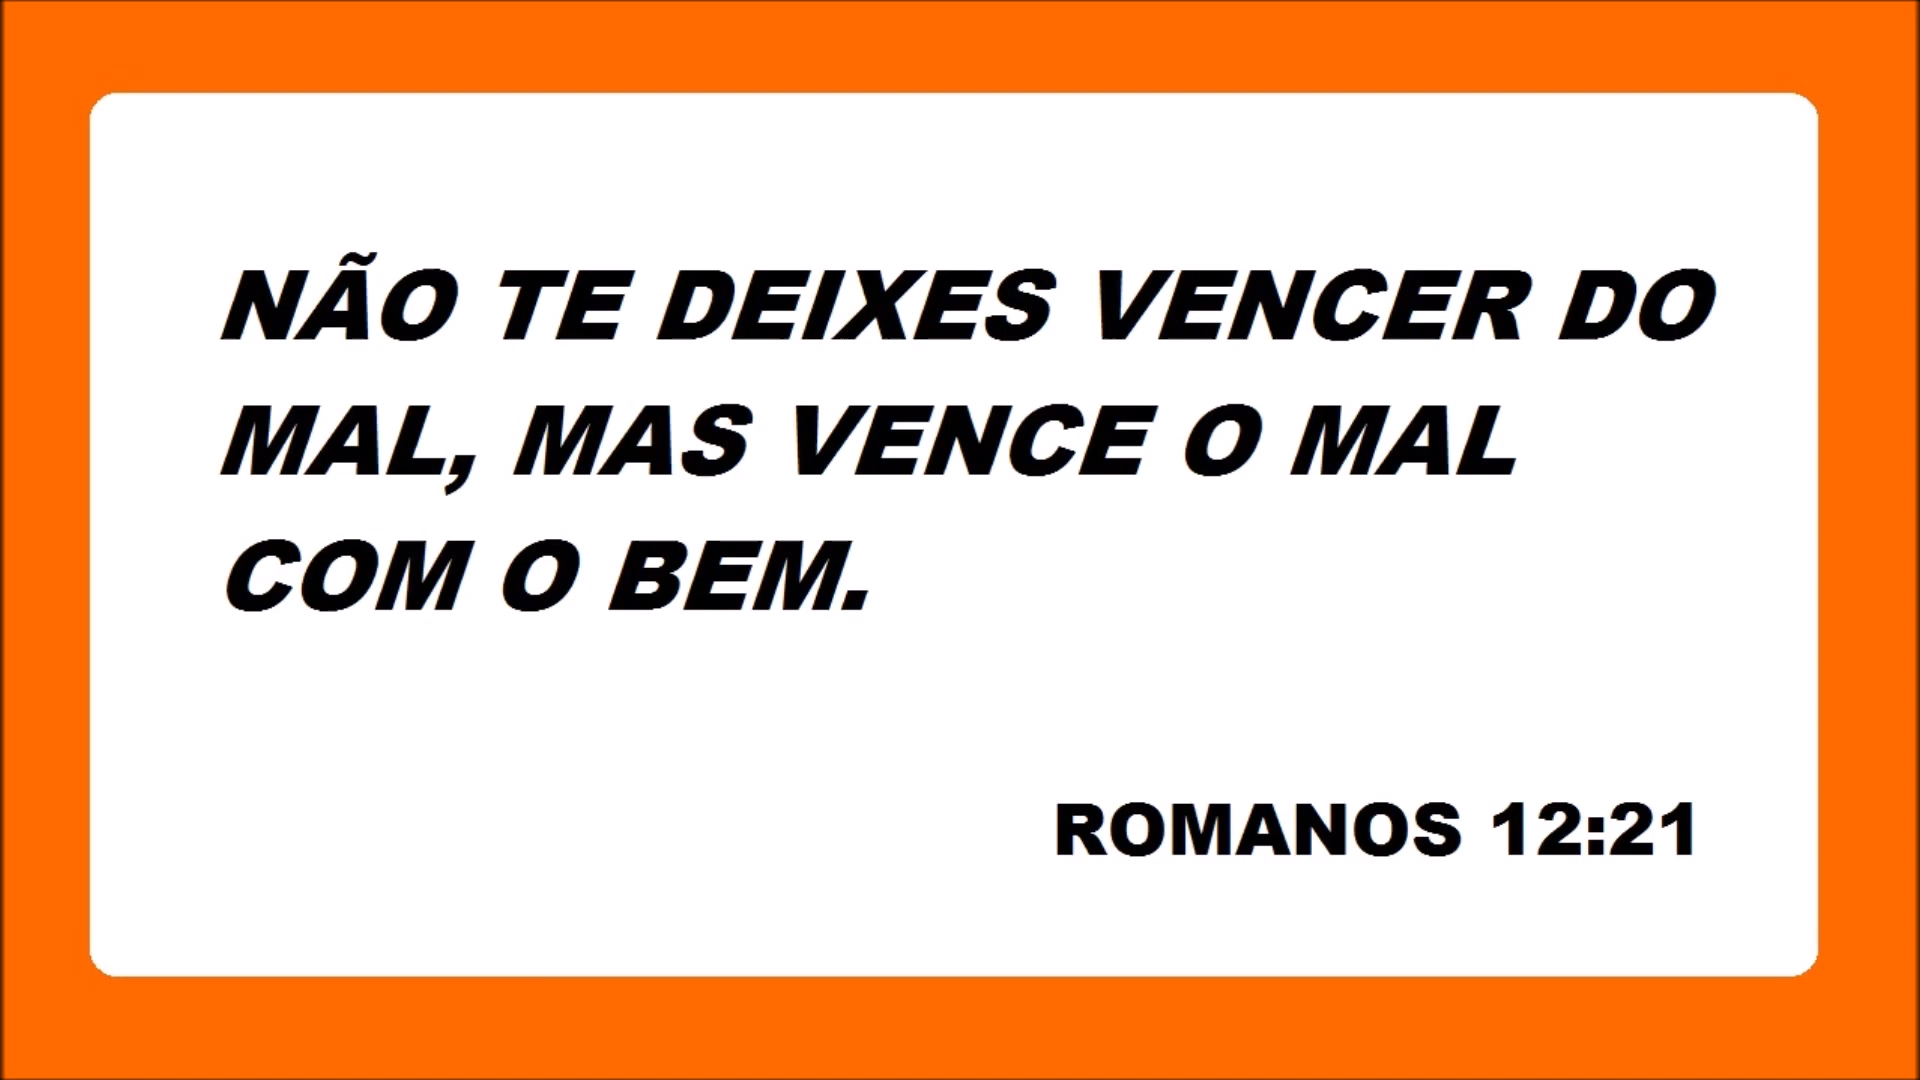 NÃO TE DEIXES VENCER DO
MAL, MAS VENCE O MAL
COM O BEM.
ROMANOS 12:21